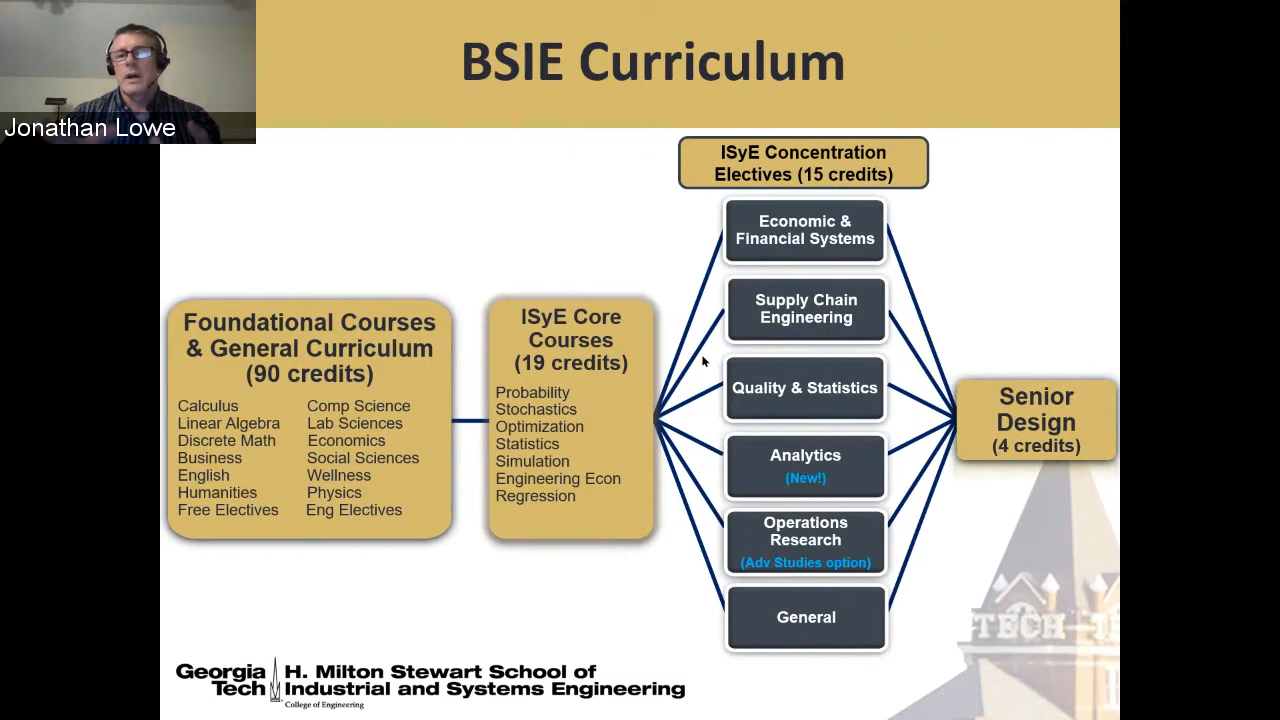 BSIE Curriculum
Jonathan Lowe
ISyE Concentration
Electives (15 credits)
Economic &
Financial Systems
Supply Chain
Engineering
Quality & Statistics
Analytics
(New!)
Operations
Research
(Adv Studies option)
General
Foundational Courses
& General Curriculum
(90 credits)
Calculus
Linear Algebra
Discrete Math
Business
English
Humanities
Free Electives
Comp Science
Lab Sciences
Economics
Social Sciences
Wellness
Physics
Eng Electives
ISyE Core
Courses
(19 credits)
Probability
Stochastics
Optimization
Statistics
Simulation
Engineering Econ
Regression
Senior
Design
(4 credits)
TECH
Georgia
Tech
H. Milton Stewart School of
Industrial and Systems Engineering
College of Engineering